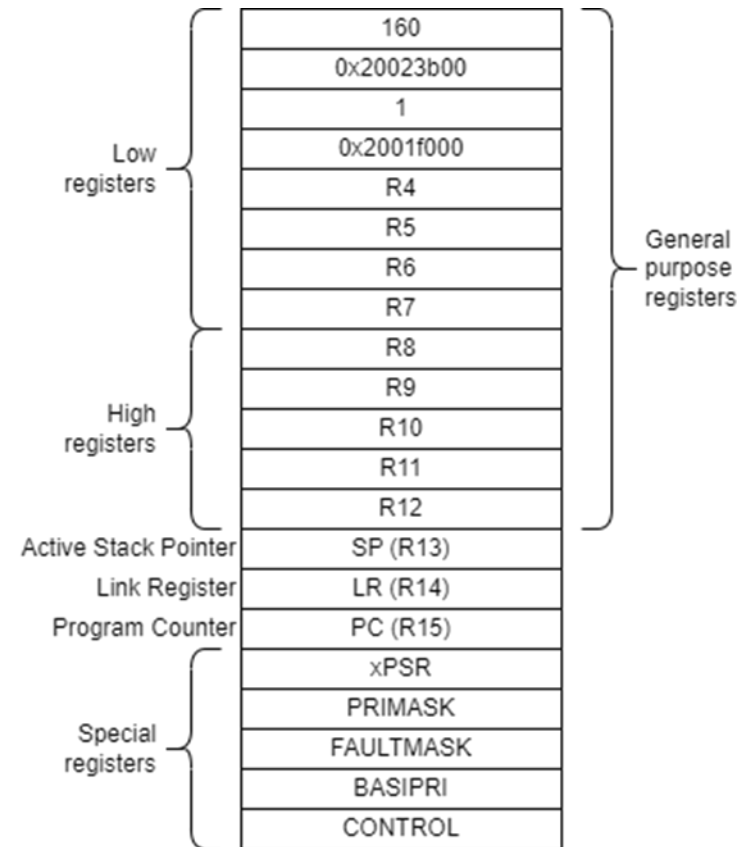 160
0x20023b00
1
0x2001f000
Low
registers
R4
R5
R6
R7
General
purpose
registers
R8
R9
High
registers
R10
R11
R12
Active Stack Pointer
SP (R13)
Link Register
LR (R14)
Program Counter
PC (R15)
xPSR
PRIMASK
Special
registers
FAULTMASK
BASIPRI
CONTROL